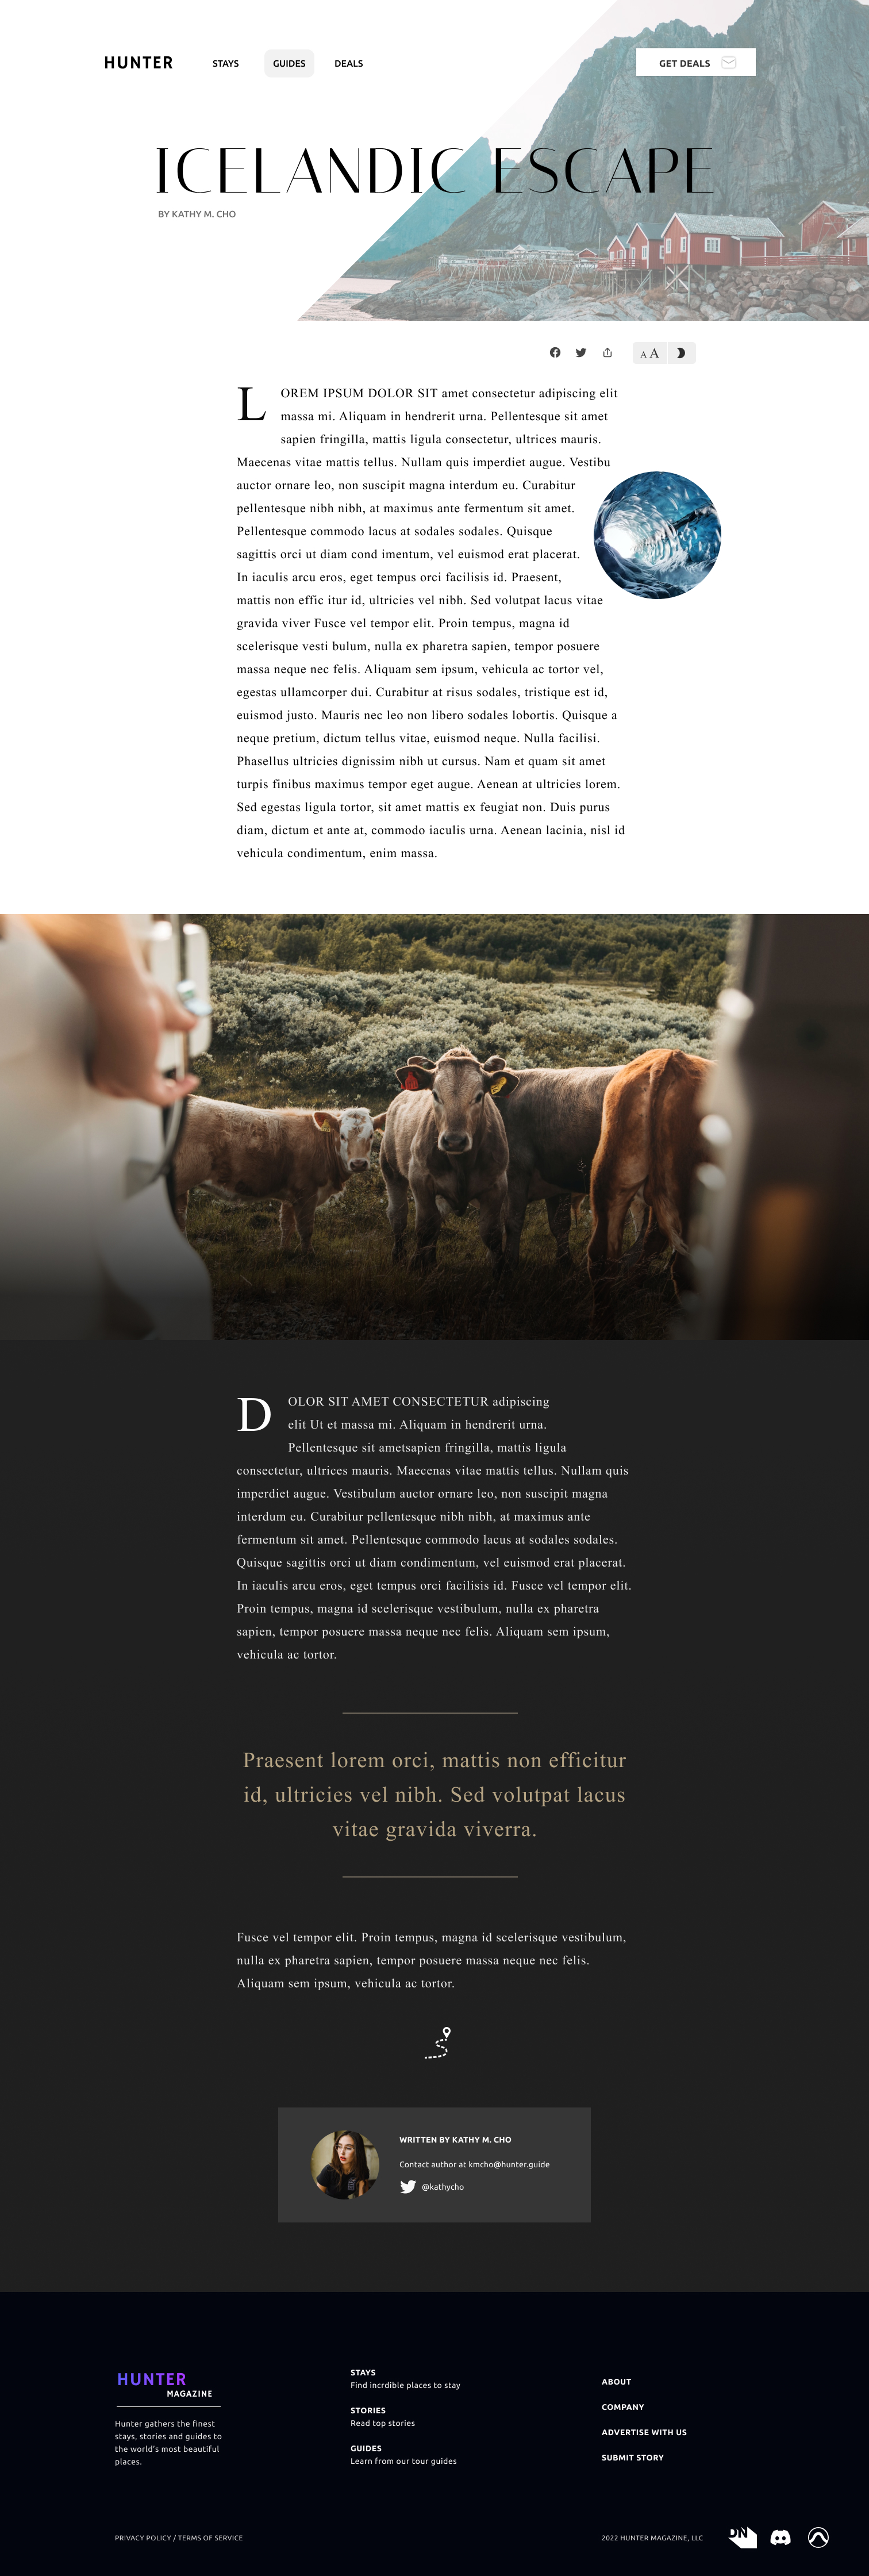 HUNTER
STAYS
GUIDES
DEALS
GET DEALS
ICELANDIC ESCAPE
BY KATHY M. CHO
A A
LOREM IPSUM DOLOR SIT amet consectetur adipiscing elit
massa mi. Aliquam in hendrerit urna. Pellentesque sit amet
sapien fringilla, mattis ligula consectetur, ultrices mauris.
Maecenas vitae mattis tellus. Nullam quis imperdiet augue. Vestibu
auctor ornare leo, non suscipit magna interdum eu. Curabitur
pellentesque nibh nibh, at maximus ante fermentum sit amet.
Pellentesque commodo lacus at sodales sodales. Quisque
sagittis orci ut diam cond imentum, vel euismod erat placerat.
In iaculis arcu eros, eget tempus orci facilisis id. Praesent,
mattis non effic itur id, ultricies vel nibh. Sed volutpat lacus vitae
gravida viver Fusce vel tempor elit. Proin tempus, magna id
scelerisque vesti bulum, nulla ex pharetra sapien, tempor posuere
massa neque nec felis. Aliquam sem ipsum, vehicula ac tortor vel,
egestas ullamcorper dui. Curabitur at risus sodales, tristique est id,
euismod justo. Mauris nec leo non libero sodales lobortis. Quisque a
neque pretium, dictum tellus vitae, euismod neque. Nulla facilisi.
Phasellus ultricies dignissim nibh ut cursus. Nam et quam sit amet
turpis finibus maximus tempor eget augue. Aenean at ultricies lorem.
Sed egestas ligula tortor, sit amet mattis ex feugiat non. Duis purus
diam, dictum et ante at, commodo iaculis urna. Aenean lacinia, nisl id
vehicula condimentum, enim massa.
DOLOR SIT AMET CONSECTETUR adipiscing
elit Ut et massa mi. Aliquam in hendrerit urna.
Pellentesque sit ametsapien fringilla, mattis ligula
consectetur, ultrices mauris. Maecenas vitae mattis tellus. Nullam quis
imperdiet augue. Vestibulum auctor ornare leo, non suscipit magna
interdum eu. Curabitur pellentesque nibh nibh, at maximus ante
fermentum sit amet. Pellentesque commodo lacus at sodales sodales.
Quisque sagittis orci ut diam condimentum, vel euismod erat placerat.
In iaculis arcu eros, eget tempus orci facilisis id. Fusce vel tempor elit.
Proin tempus, magna id scelerisque vestibulum, nulla ex pharetra
sapien, tempor posuere massa neque nec felis. Aliquam sem ipsum,
vehicula ac tortor.
Praesent lorem orci, mattis non efficitur
id, ultricies vel nibh. Sed volutpat lacus
vitae gravida viverra.
Fusce vel tempor elit. Proin tempus, magna id scelerisque vestibulum,
nulla ex pharetra sapien, tempor posuere massa neque nec felis.
Aliquam sem ipsum, vehicula ac tortor.
WRITTEN BY KATHY M. CHO
Contact author at kmcho@hunter.guide
@kathycho
HUNTER
MAGAZINE
Hunter gathers the finest
stays, stories and guides to
the world's most beautiful
places.
STAYS
Find incrdible places to stay
STORIES
Read top stories
GUIDES
Learn from our tour guides
ABOUT
COMPANY
ADVERTISE WITH US
SUBMIT STORY
PRIVACY POLICY / TERMS OF SERVICE
2022 HUNTER MAGAZINE, LLC
DN